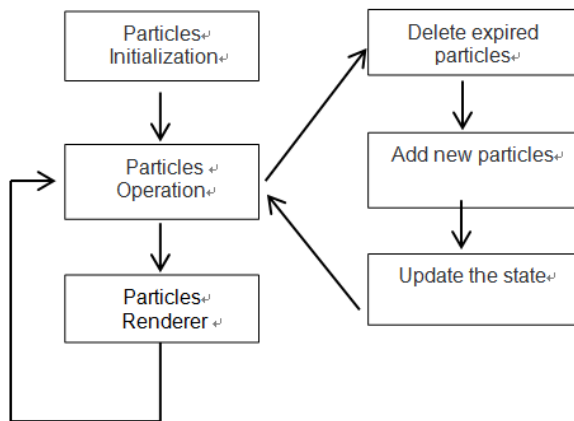 Particles↵
Initialization↵
Particles↵
Operation↵
Particles↵
Renderer↵
Delete expired
particles↵
Add new particles↵
Update the state↵